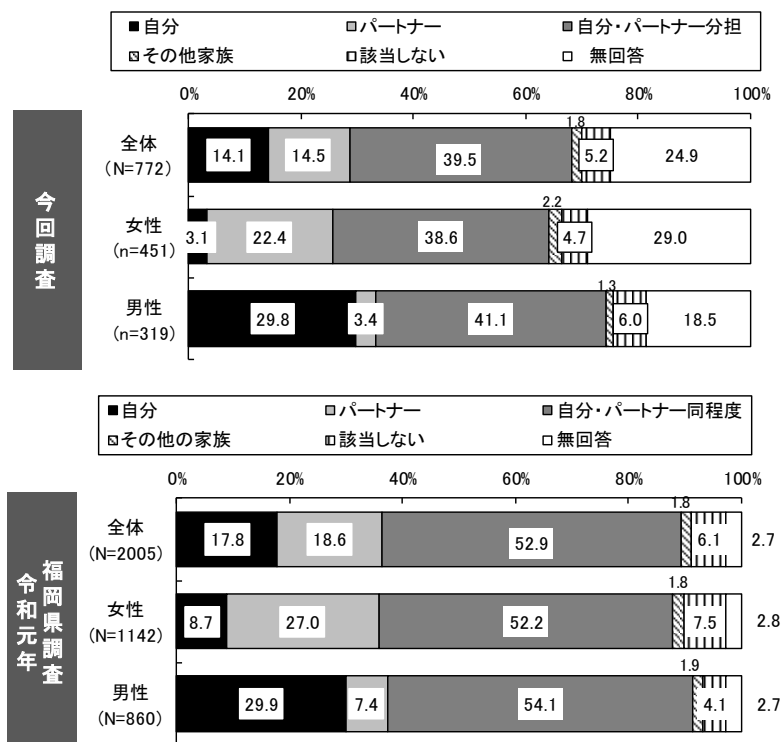 自分 パートナー 自分・パートナー分担
その他家族 該当しない 無回答
0% 20% 40% 60% 80% 100%
今回調査
全体
(N=772)
14.1 14.5 39.5 1.8 5.2 24.9
女性
(n=451)
3.1 22.4 38.6 2.2 4.7 29.0
男性
(n=319)
29.8 3.4 41.1 1.3 6.0 18.5
自分 パートナー 自分・パートナー同程度
その他の家族 該当しない 無回答
0% 20% 40% 60% 80% 100%
福岡県調査
令和元年
全体
(N=2005)
17.8 18.6 52.9 1.8 6.1 2.7
女性
(N=1142)
8.7 27.0 52.2 1.8 7.5 2.8
男性
(N=860)
29.9 7.4 54.1 1.9 4.1 2.7